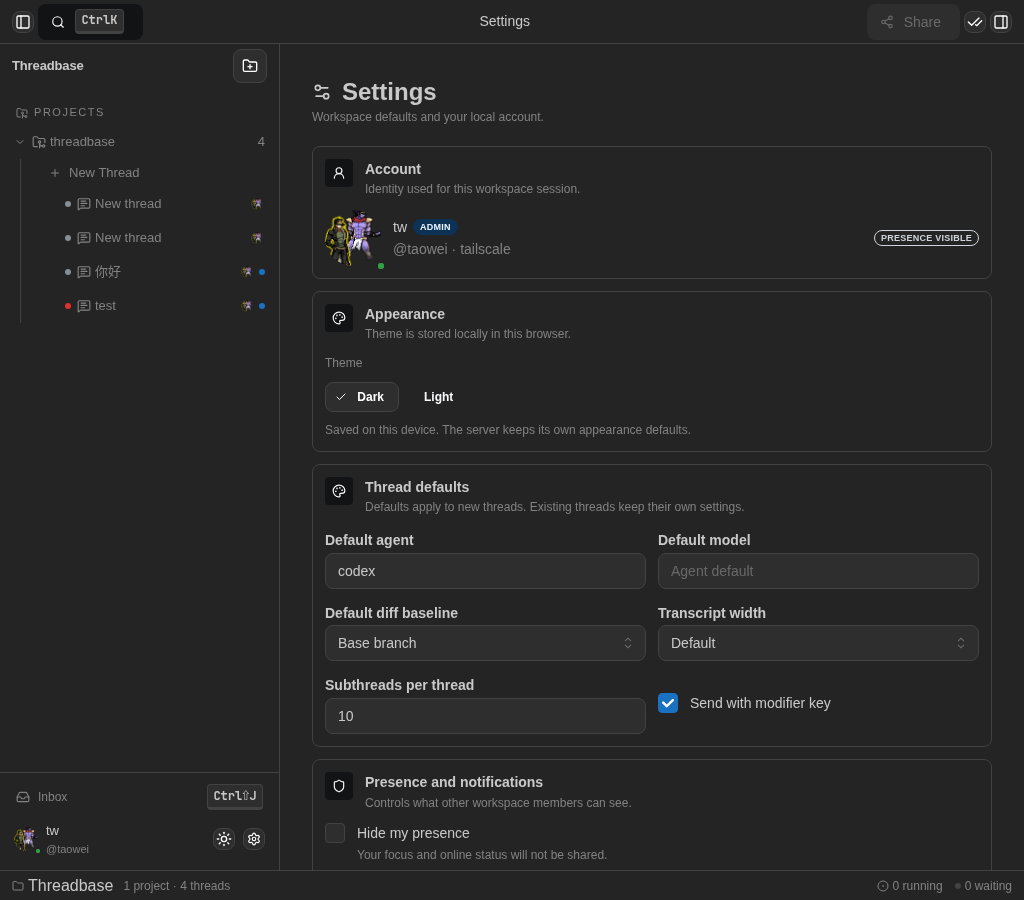 CtrlK
Settings
Share
Threadbase
PROJECTS
threadbase 4
New Thread
New thread
New thread
你好
test
Settings
Workspace defaults and your local account.
Account
Identity used for this workspace session.
tw ADMIN
@taowei · tailscale
PRESENCE VISIBLE
Appearance
Theme is stored locally in this browser.
Theme
Dark Light
Saved on this device. The server keeps its own appearance defaults.
Thread defaults
Defaults apply to new threads. Existing threads keep their own settings.
Default agent Default model
codex Agent default
Default diff baseline Transcript width
Base branch Default
Subthreads per thread
10
Send with modifier key
Presence and notifications
Controls what other workspace members can see.
Hide my presence
Your focus and online status will not be shared.
Inbox Ctrl⇧J
tw
@taowei
Threadbase 1 project · 4 threads
0 running 0 waiting